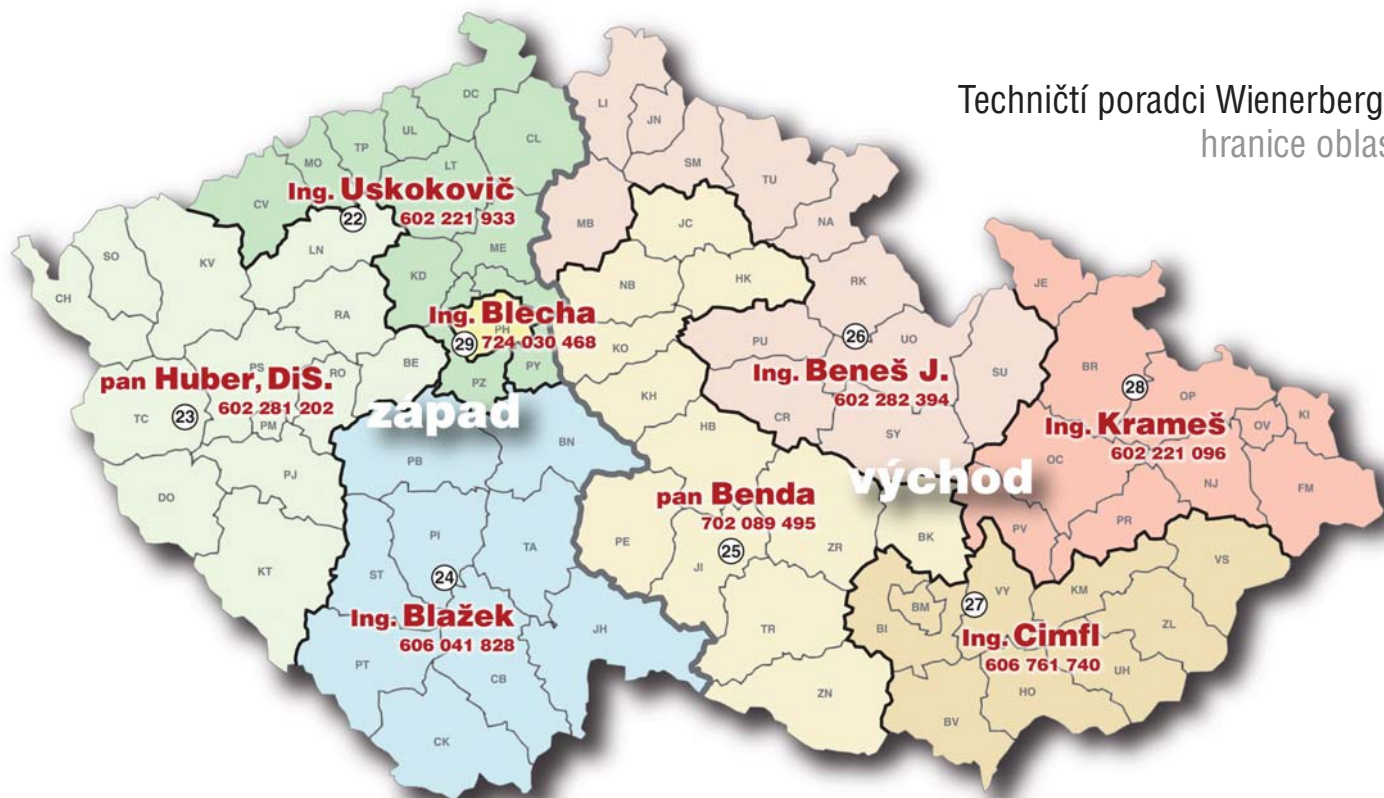 Techničtí poradci Wienerberg
hranice oblas
DC
LI
JN
UL
CL
TP
MO
LT
SM
TU
CV
Ing. Uskokovič
602 221 933
22
MB
JC
NA
LN
ME
SO
KV
CH
KD
NB
HK
RK
JE
RA
Ing. Blecha
PH
29
724 030 468
KO
PU
26
UO
BE
PY
PZ
PS
RO
pan Huber, DiS.
602 281 202
TC
23
PM
západ
KH
Ing. Beneš J.
602 282 394
SU
BR
28
OP
KI
OV
CR
HB
SY
Ing. Krameš
602 221 096
BN
PB
PJ
DO
východ
OC
NJ
FM
pan Benda
702 089 495
25
PE
JI
ZR
BK
PV
PR
PI
TA
KT
ST
24
Ing. Blažek
606 041 828
JH
TR
BM
BI
27
VY
KM
VS
ZL
Ing. Cimfl
606 761 740
PT
CB
UH
HO
ZN
BV
CK